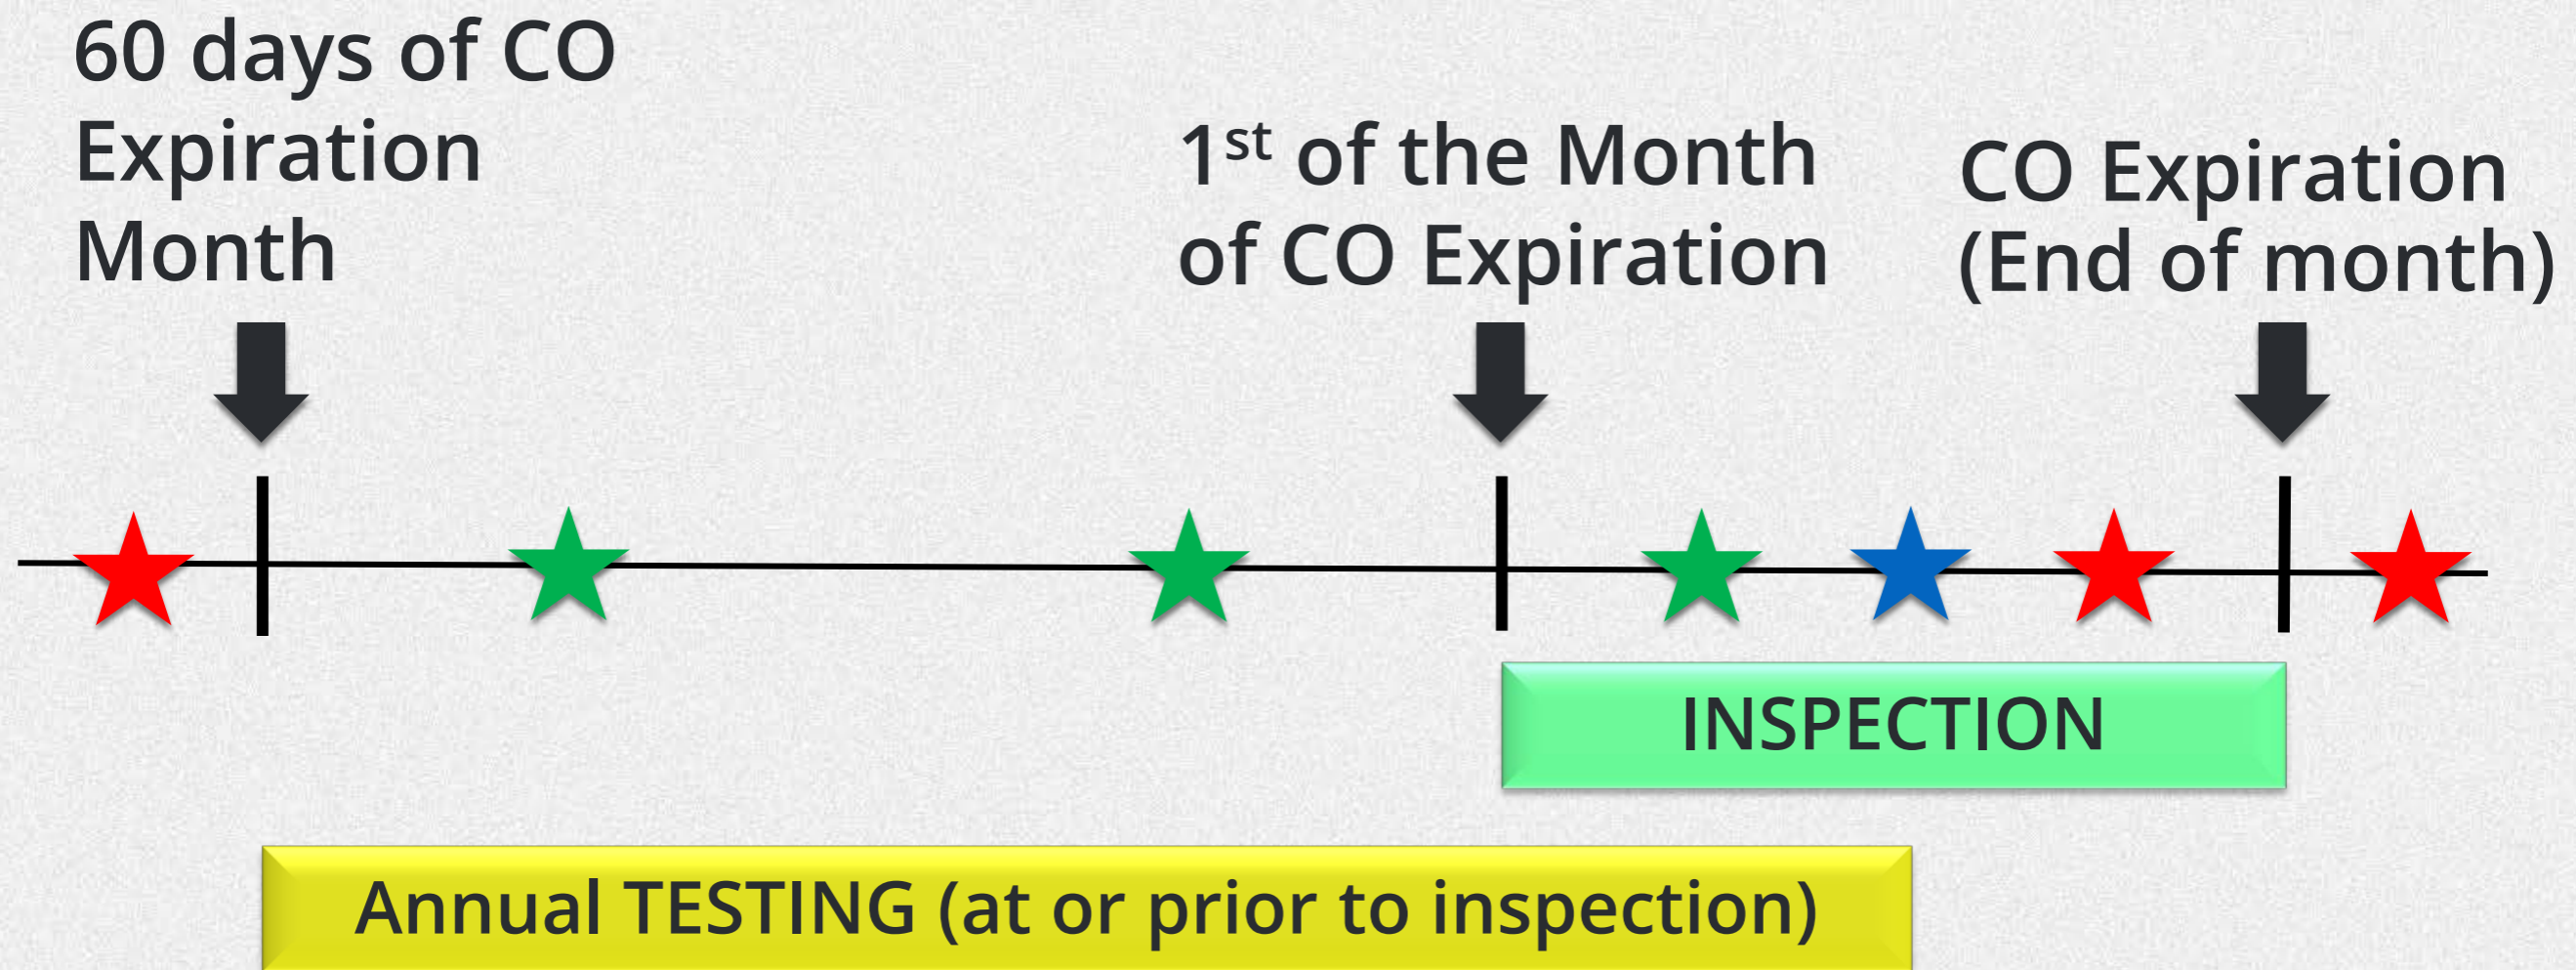 60 days of CO
Expiration
Month
1st of the Month
of CO Expiration
CO Expiration
(End of month)
INSPECTION
Annual TESTING (at or prior to inspection)